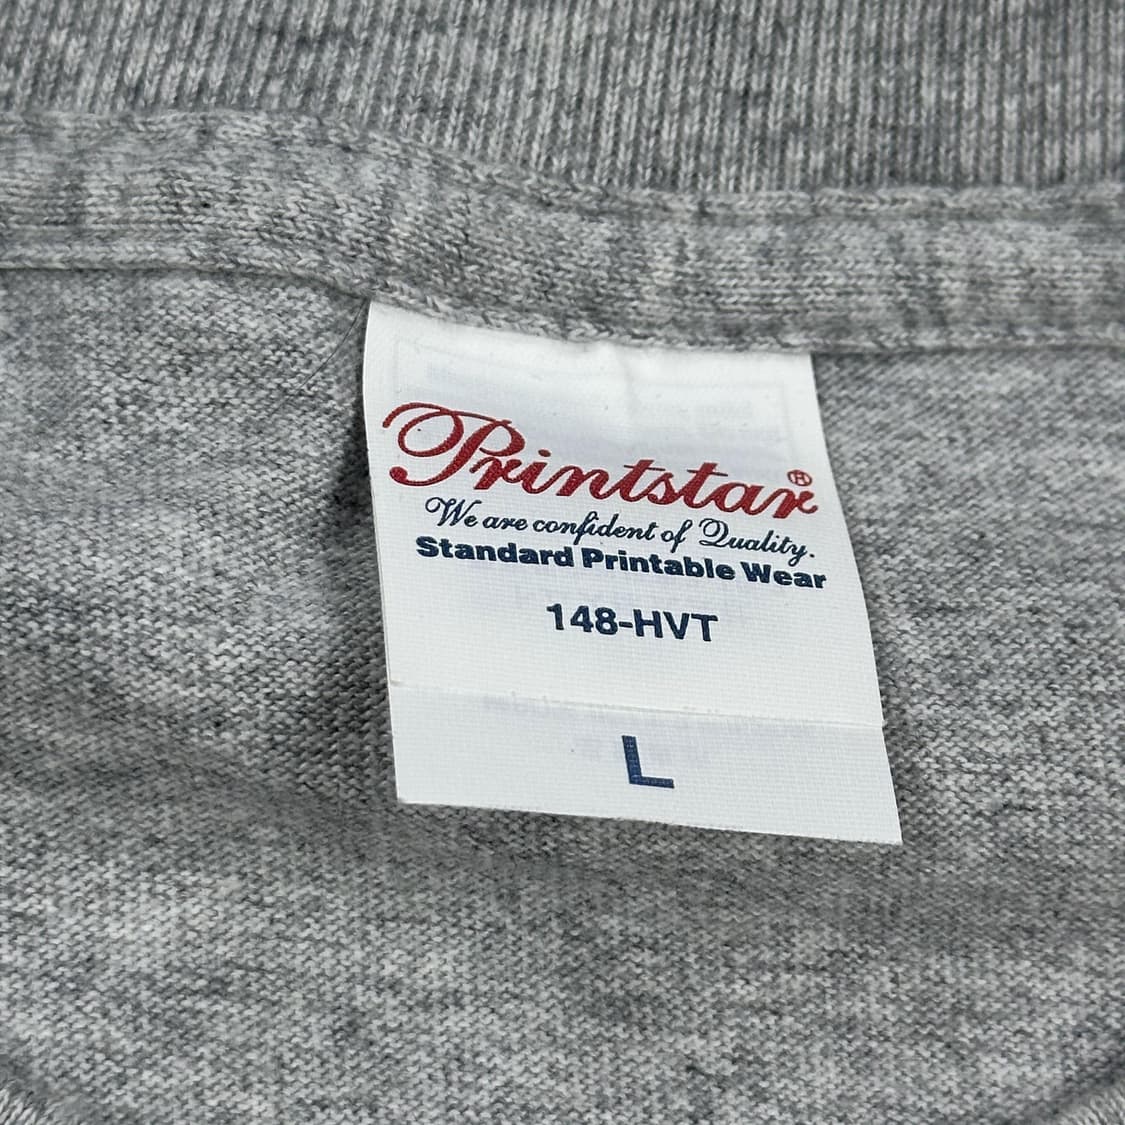 Printstar®
We are confident of Quality.
Standard Printable Wear
148-HVT
L